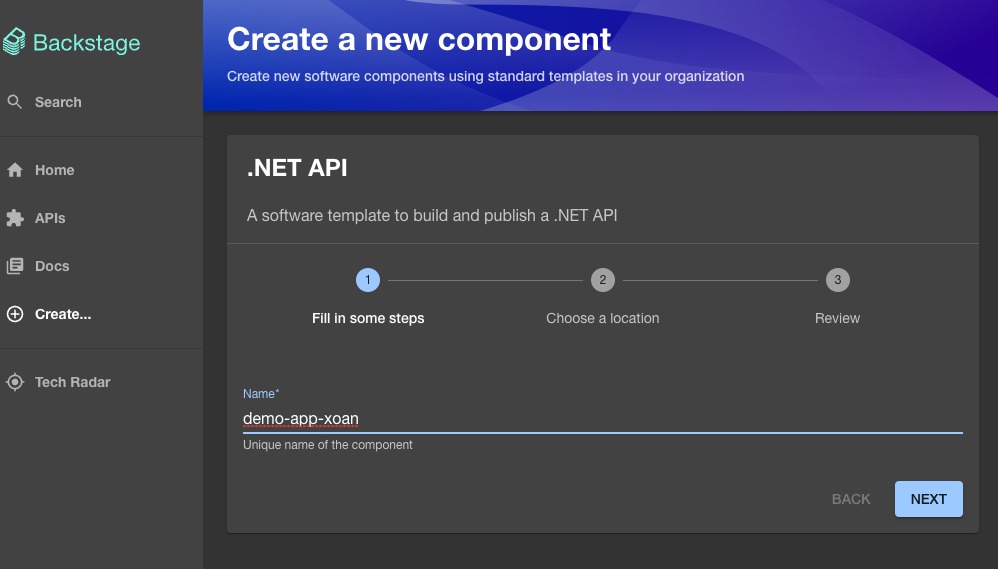 Backstage
Search
Home
APIs
Docs
Create...
Tech Radar
Create a new component
Create new software components using standard templates in your organization
.NET API
A software template to build and publish a .NET API
1 2 3
Fill in some steps Choose a location Review
Name*
demo-app-xoan
Unique name of the component
BACK NEXT